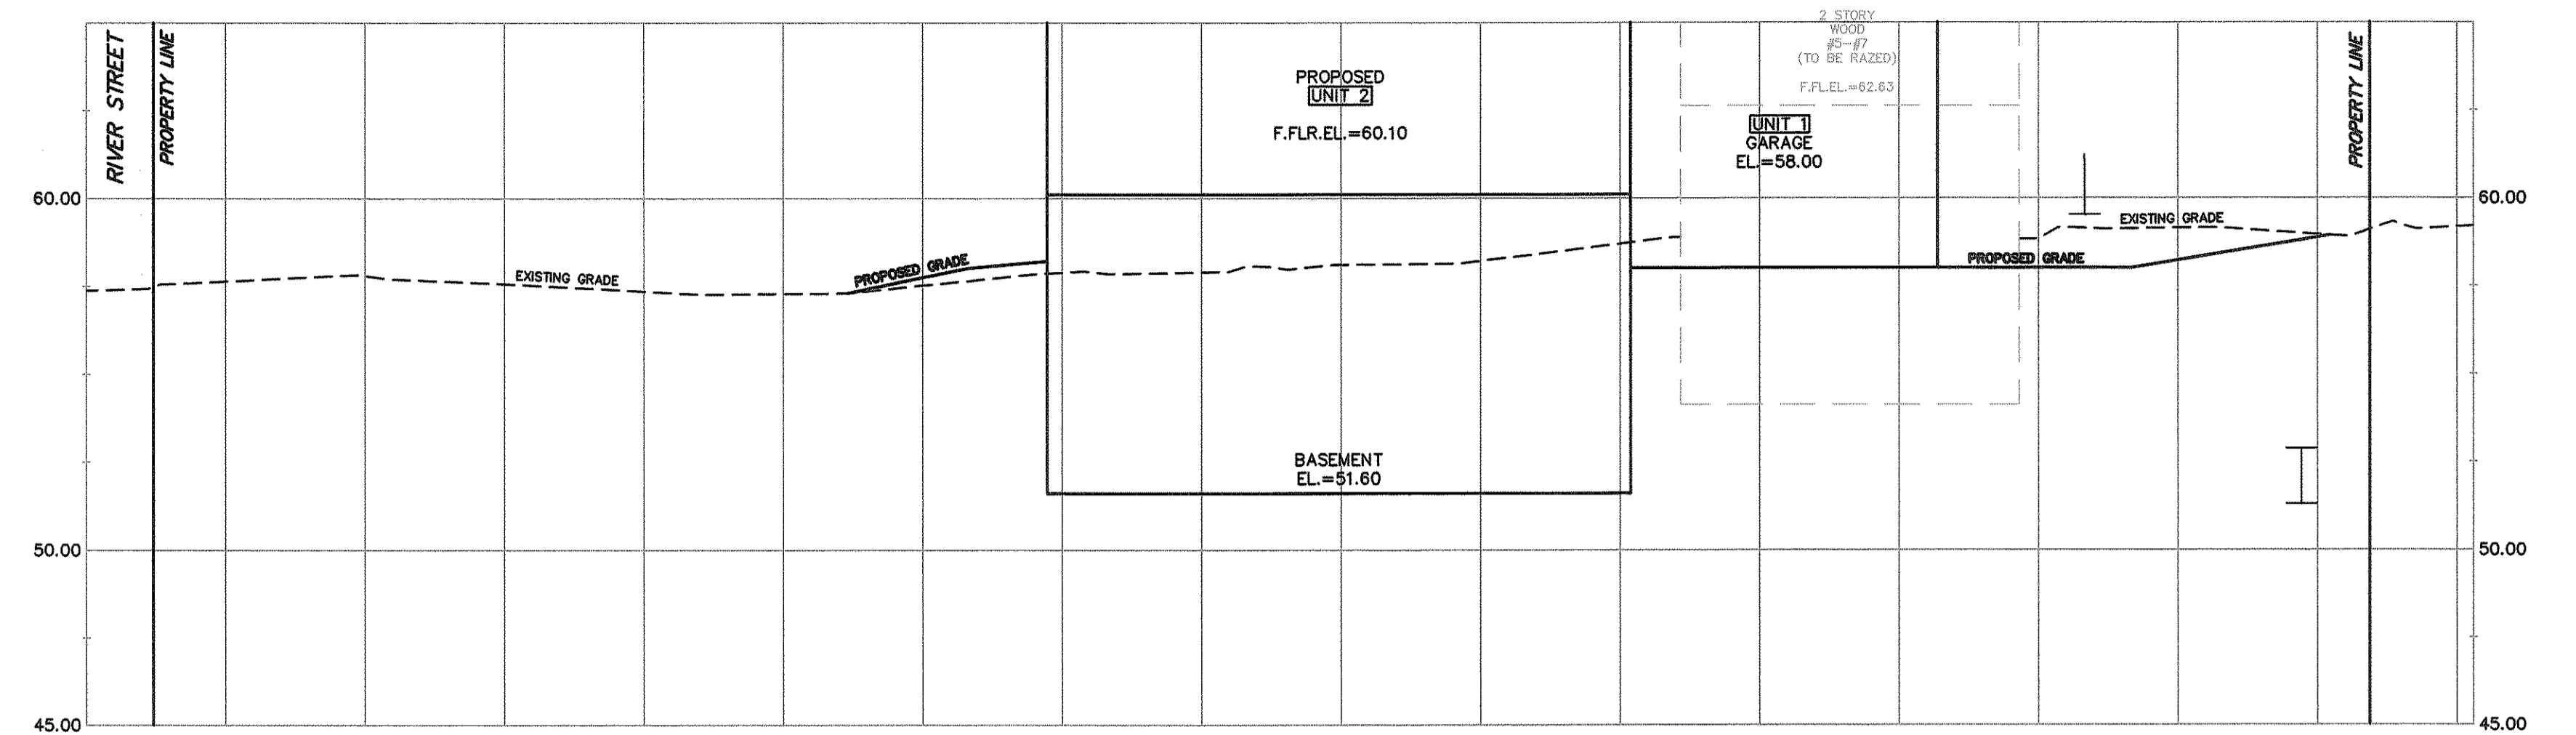 RIVER STREET
PROPERTY LINE
PROPOSED
UNIT 2
F.FLR.EL.=60.10
2 STORY
WOOD
#5-#7
(TO BE RAZED)
F.FL.EL.=62.63
UNIT 1
GARAGE
EL.=58.00
PROPERTY LINE
60.00
60.00
EXISTING GRADE
PROPOSED GRADE
EXISTING GRADE
PROPOSED GRADE
BASEMENT
EL.=51.60
50.00
50.00
45.00
45.00